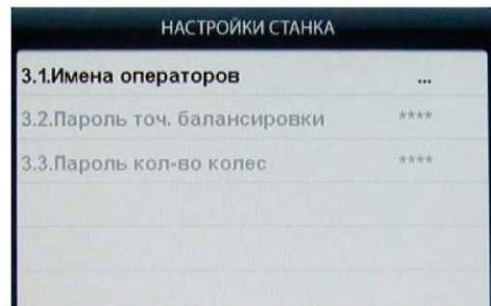 НАСТРОЙКИ СТАНКА
3.1.Имена операторов ...
3.2.Пароль точ. балансировки ****
3.3.Пароль кол-во колес ****